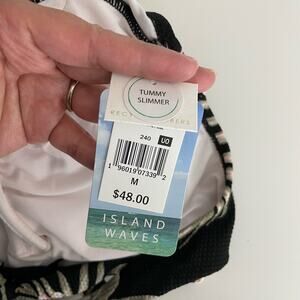 TUMMY
SLIMMER
240 UO
1 96019 07339 2
M
$48.00
ISLAND
WAVES